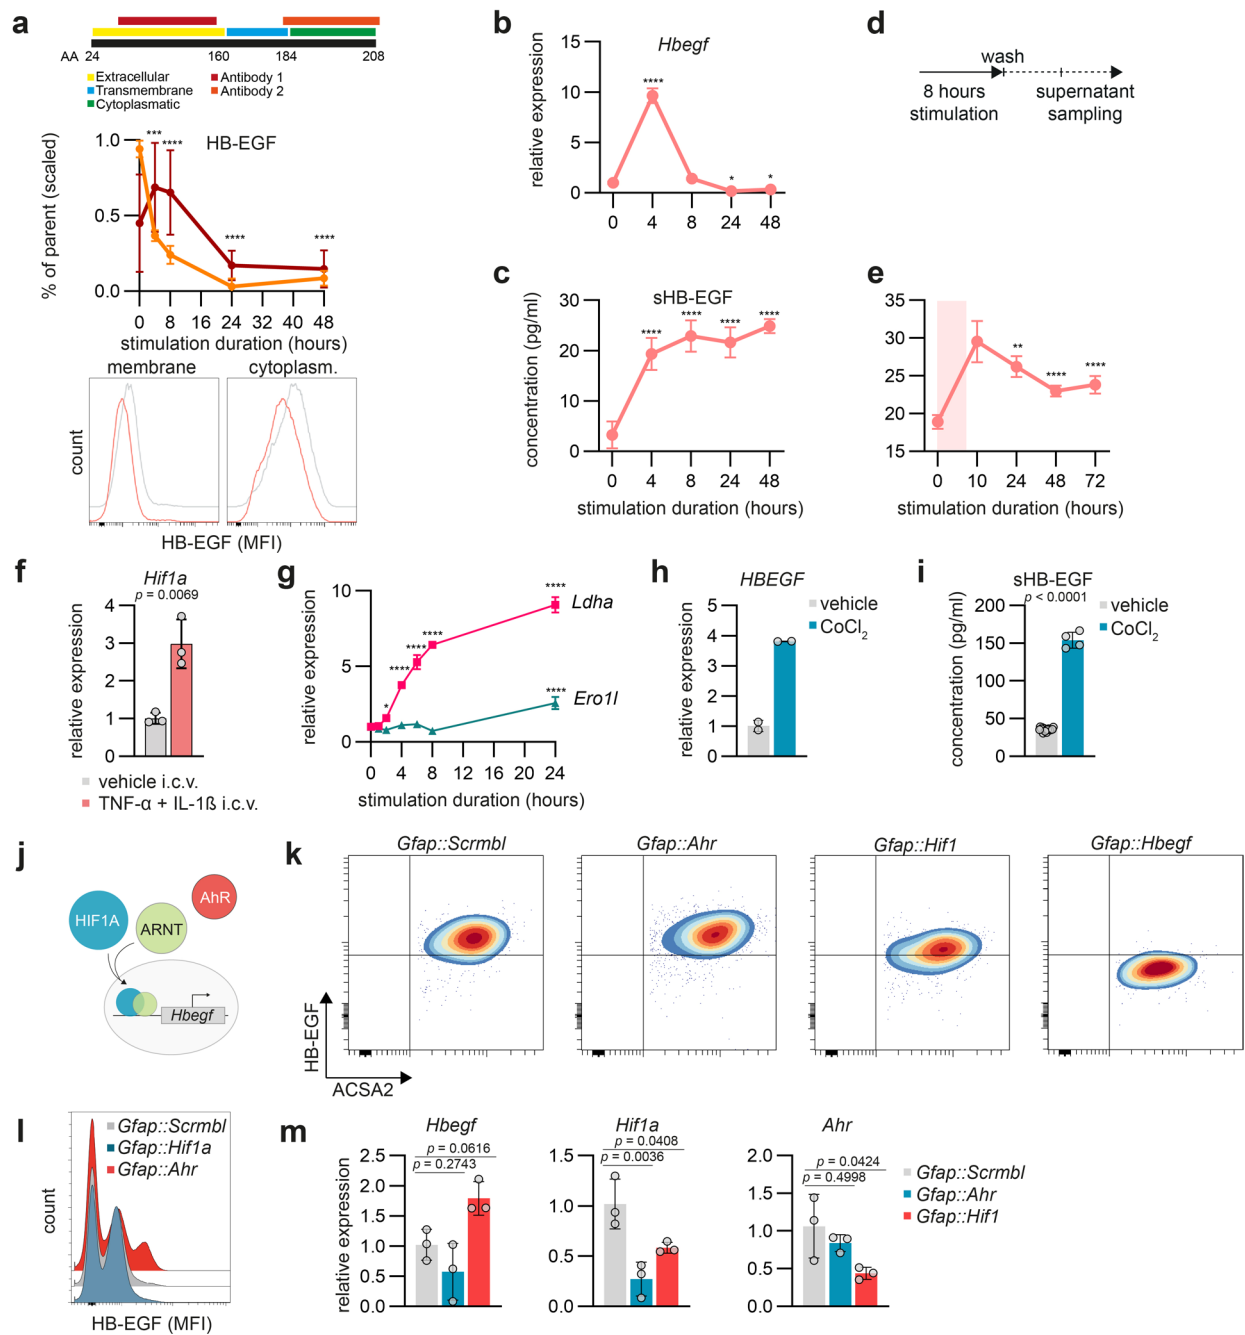 a
AA 24 160 184 208
Extracellular
Transmembrane
Cytoplasmatic
Antibody 1
Antibody 2
HB-EGF
% of parent (scaled)
1.0
0.5
0.0
***
****
****
****
0 8 16 24 32 40 48
stimulation duration (hours)
membrane
cytoplasm.
count
HB-EGF (MFI)
b
Hbegf
relative expression
15
10
5
0
****
*
*
0 4 8 24 48
c
sHB-EGF
concentration (pg/ml)
30
20
10
0
****
****
****
****
0 4 8 24 48
stimulation duration (hours)
d
wash
8 hours
stimulation
supernatant
sampling
e
35
30
25
20
15
**
****
****
0 10 24 48 72
stimulation duration (hours)
f
Hif1a
p = 0.0069
relative expression
4
3
2
1
0
vehicle i.c.v.
TNF-α + IL-1ß i.c.v.
g
relative expression
10
5
0
*
****
****
****
****
****
Ldha
Ero1l
0 4 8 12 16 20 24
stimulation duration (hours)
h
HBEGF
relative expression
5
4
3
2
1
0
vehicle
CoCl2
i
sHB-EGF
p < 0.0001
concentration (pg/ml)
200
150
100
50
0
vehicle
CoCl2
j
HIF1A
ARNT
AhR
Hbegf
k
Gfap::Scrmbl
Gfap::Ahr
Gfap::Hif1
Gfap::Hbegf
HB-EGF
ACSA2
l
Gfap::Scrmbl
Gfap::Hif1a
Gfap::Ahr
count
HB-EGF (MFI)
m
Hbegf
p = 0.0616
p = 0.2743
relative expression
2.5
2.0
1.5
1.0
0.5
0.0
Hif1a
p = 0.0408
p = 0.0036
1.5
1.0
0.5
0.0
Ahr
p = 0.0424
p = 0.4998
2.0
1.5
1.0
0.5
0.0
Gfap::Scrmbl
Gfap::Ahr
Gfap::Hif1